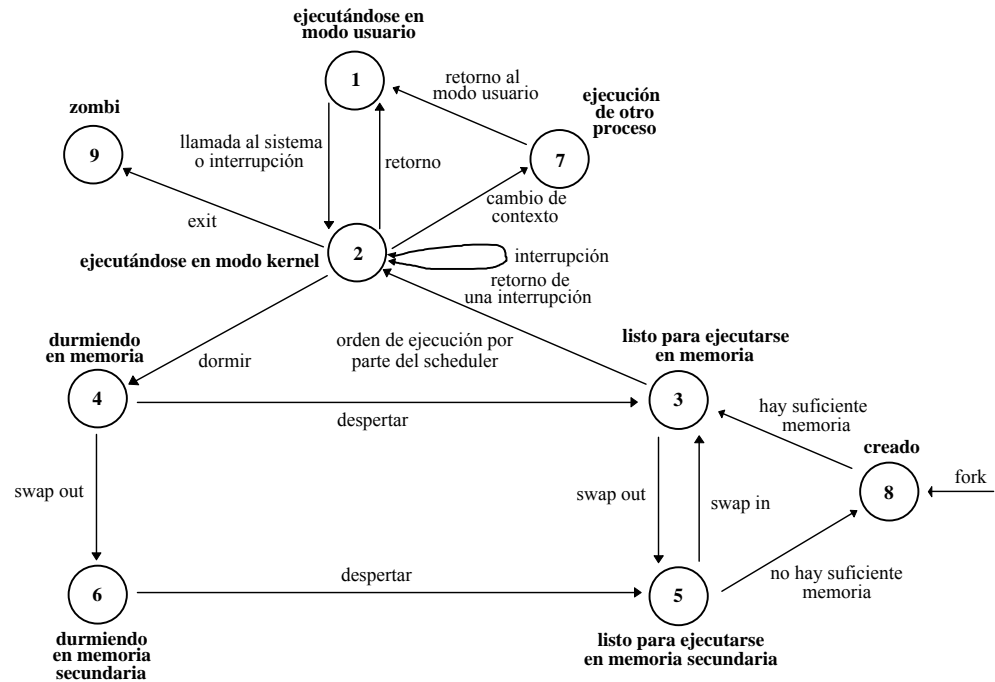 ejecutándose en
modo usuario
1
retorno al
modo usuario
ejecución
de otro
proceso
zombi
9
llamada al sistema
o interrupción
retorno
7
cambio de
contexto
exit
2
ejecutándose en modo kernel
interrupción
retorno de
una interrupción
durmiendo
en memoria
dormir
orden de ejecución por
parte del scheduler
listo para ejecutarse
en memoria
4
despertar
3
hay suficiente
memoria
creado
swap out
swap out
swap in
8
fork
6
despertar
5
no hay suficiente
memoria
durmiendo
en memoria
secundaria
listo para ejecutarse
en memoria secundaria